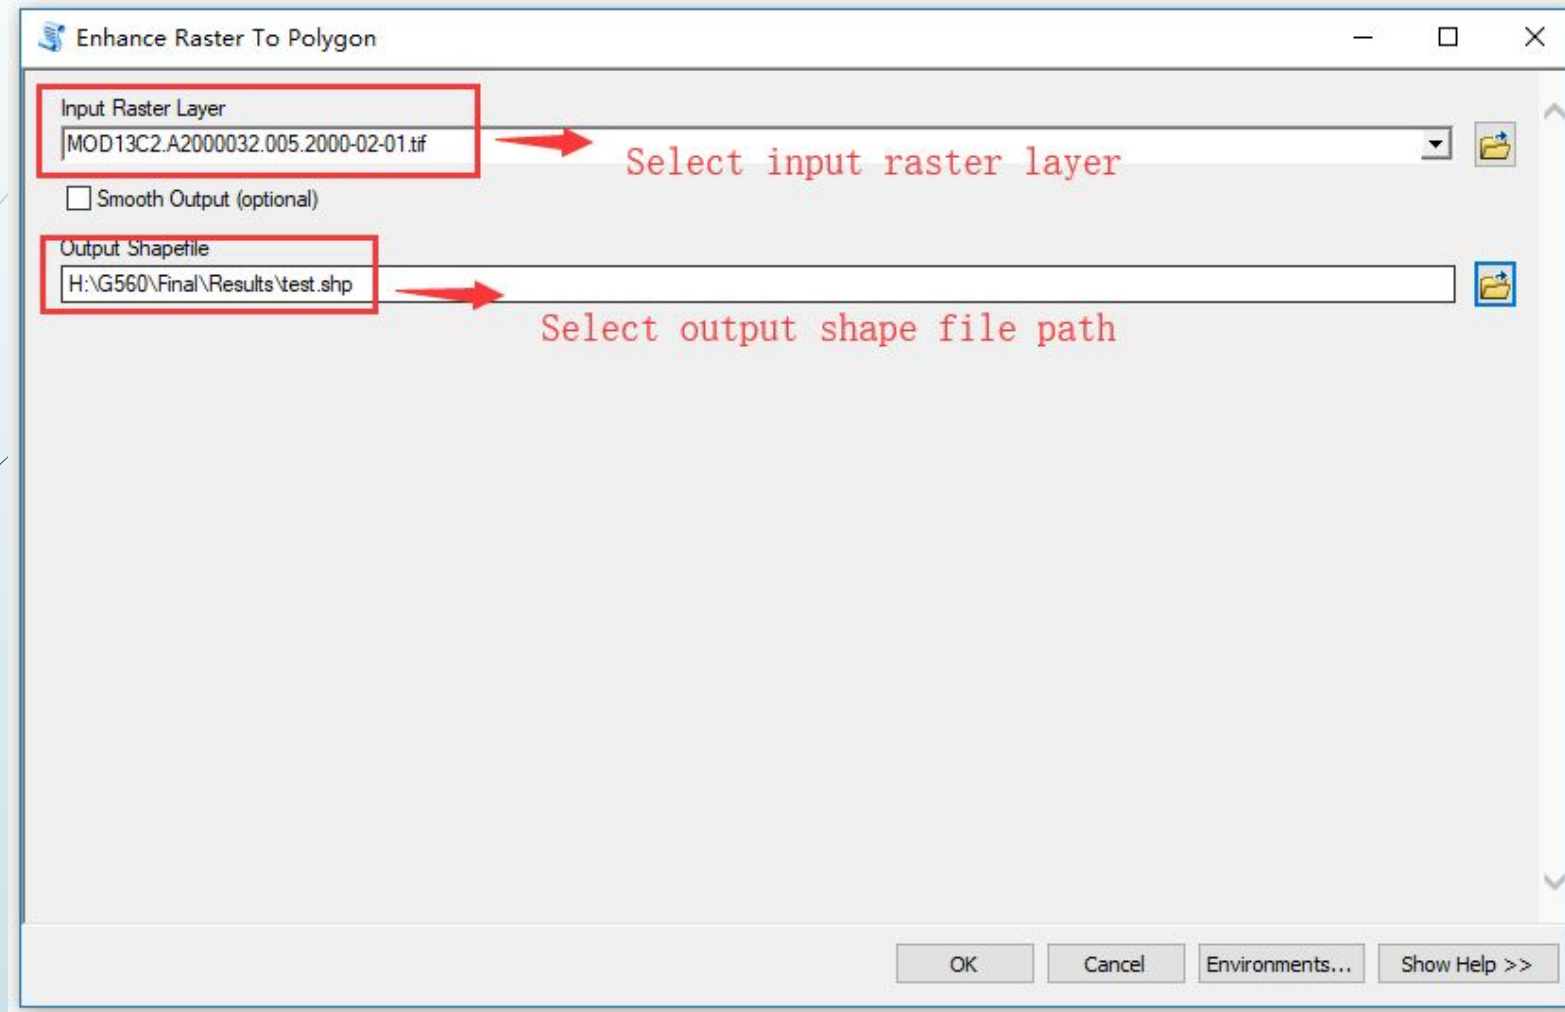 Enhance Raster To Polygon
Input Raster Layer
MOD13C2.A2000032.005.2000-02-01.tif
Select input raster layer
Smooth Output (optional)
Output Shapefile
H:\G560\Final\Results\test.shp
Select output shape file path
OK Cancel Environments... Show Help >>